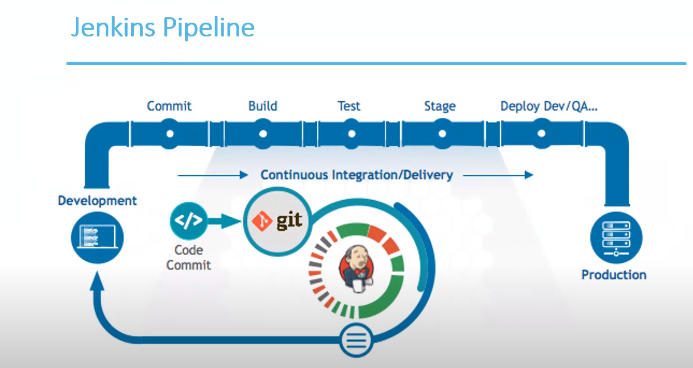 Jenkins Pipeline
Commit
Build
Test
Stage
Deploy Dev/QA...
Continuous Integration/Delivery
Development
</>
git
Code
Commit
Production